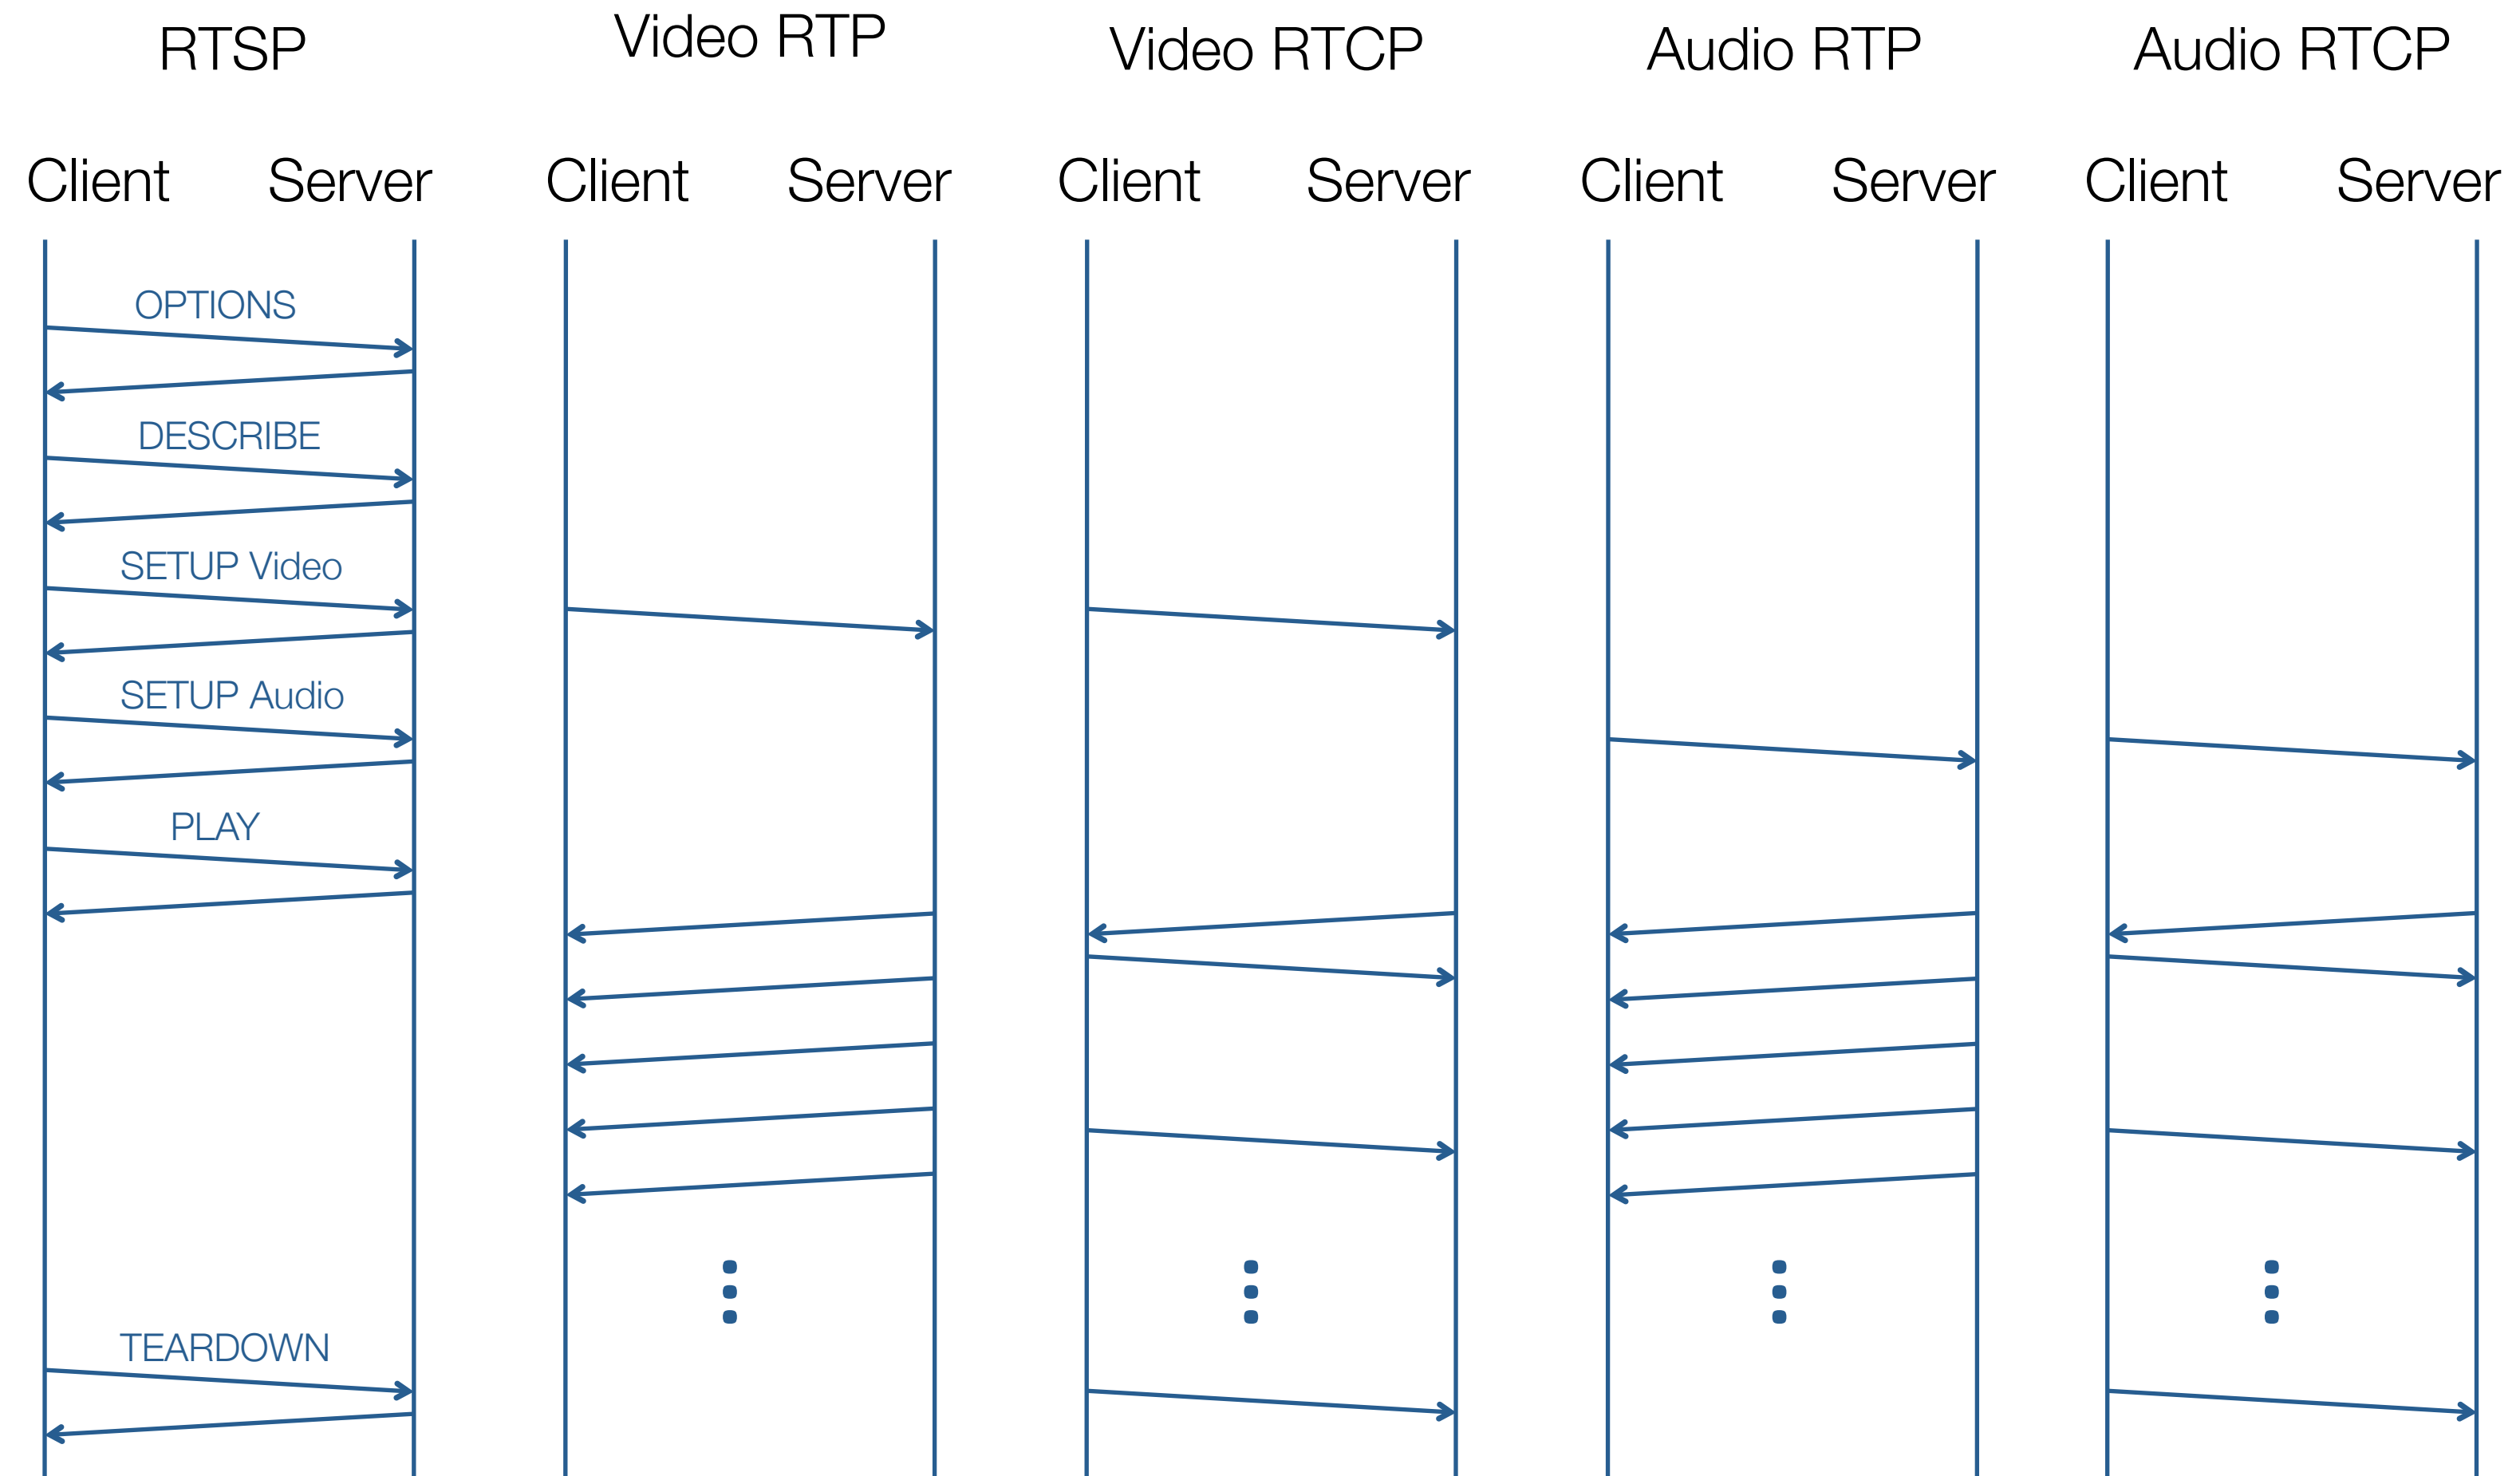 RTSP
Video RTP
Video RTCP
Audio RTP
Audio RTCP
Client Server Client Server Client Server Client Server Client Server
OPTIONS
DESCRIBE
SETUP Video
SETUP Audio
PLAY
TEARDOWN